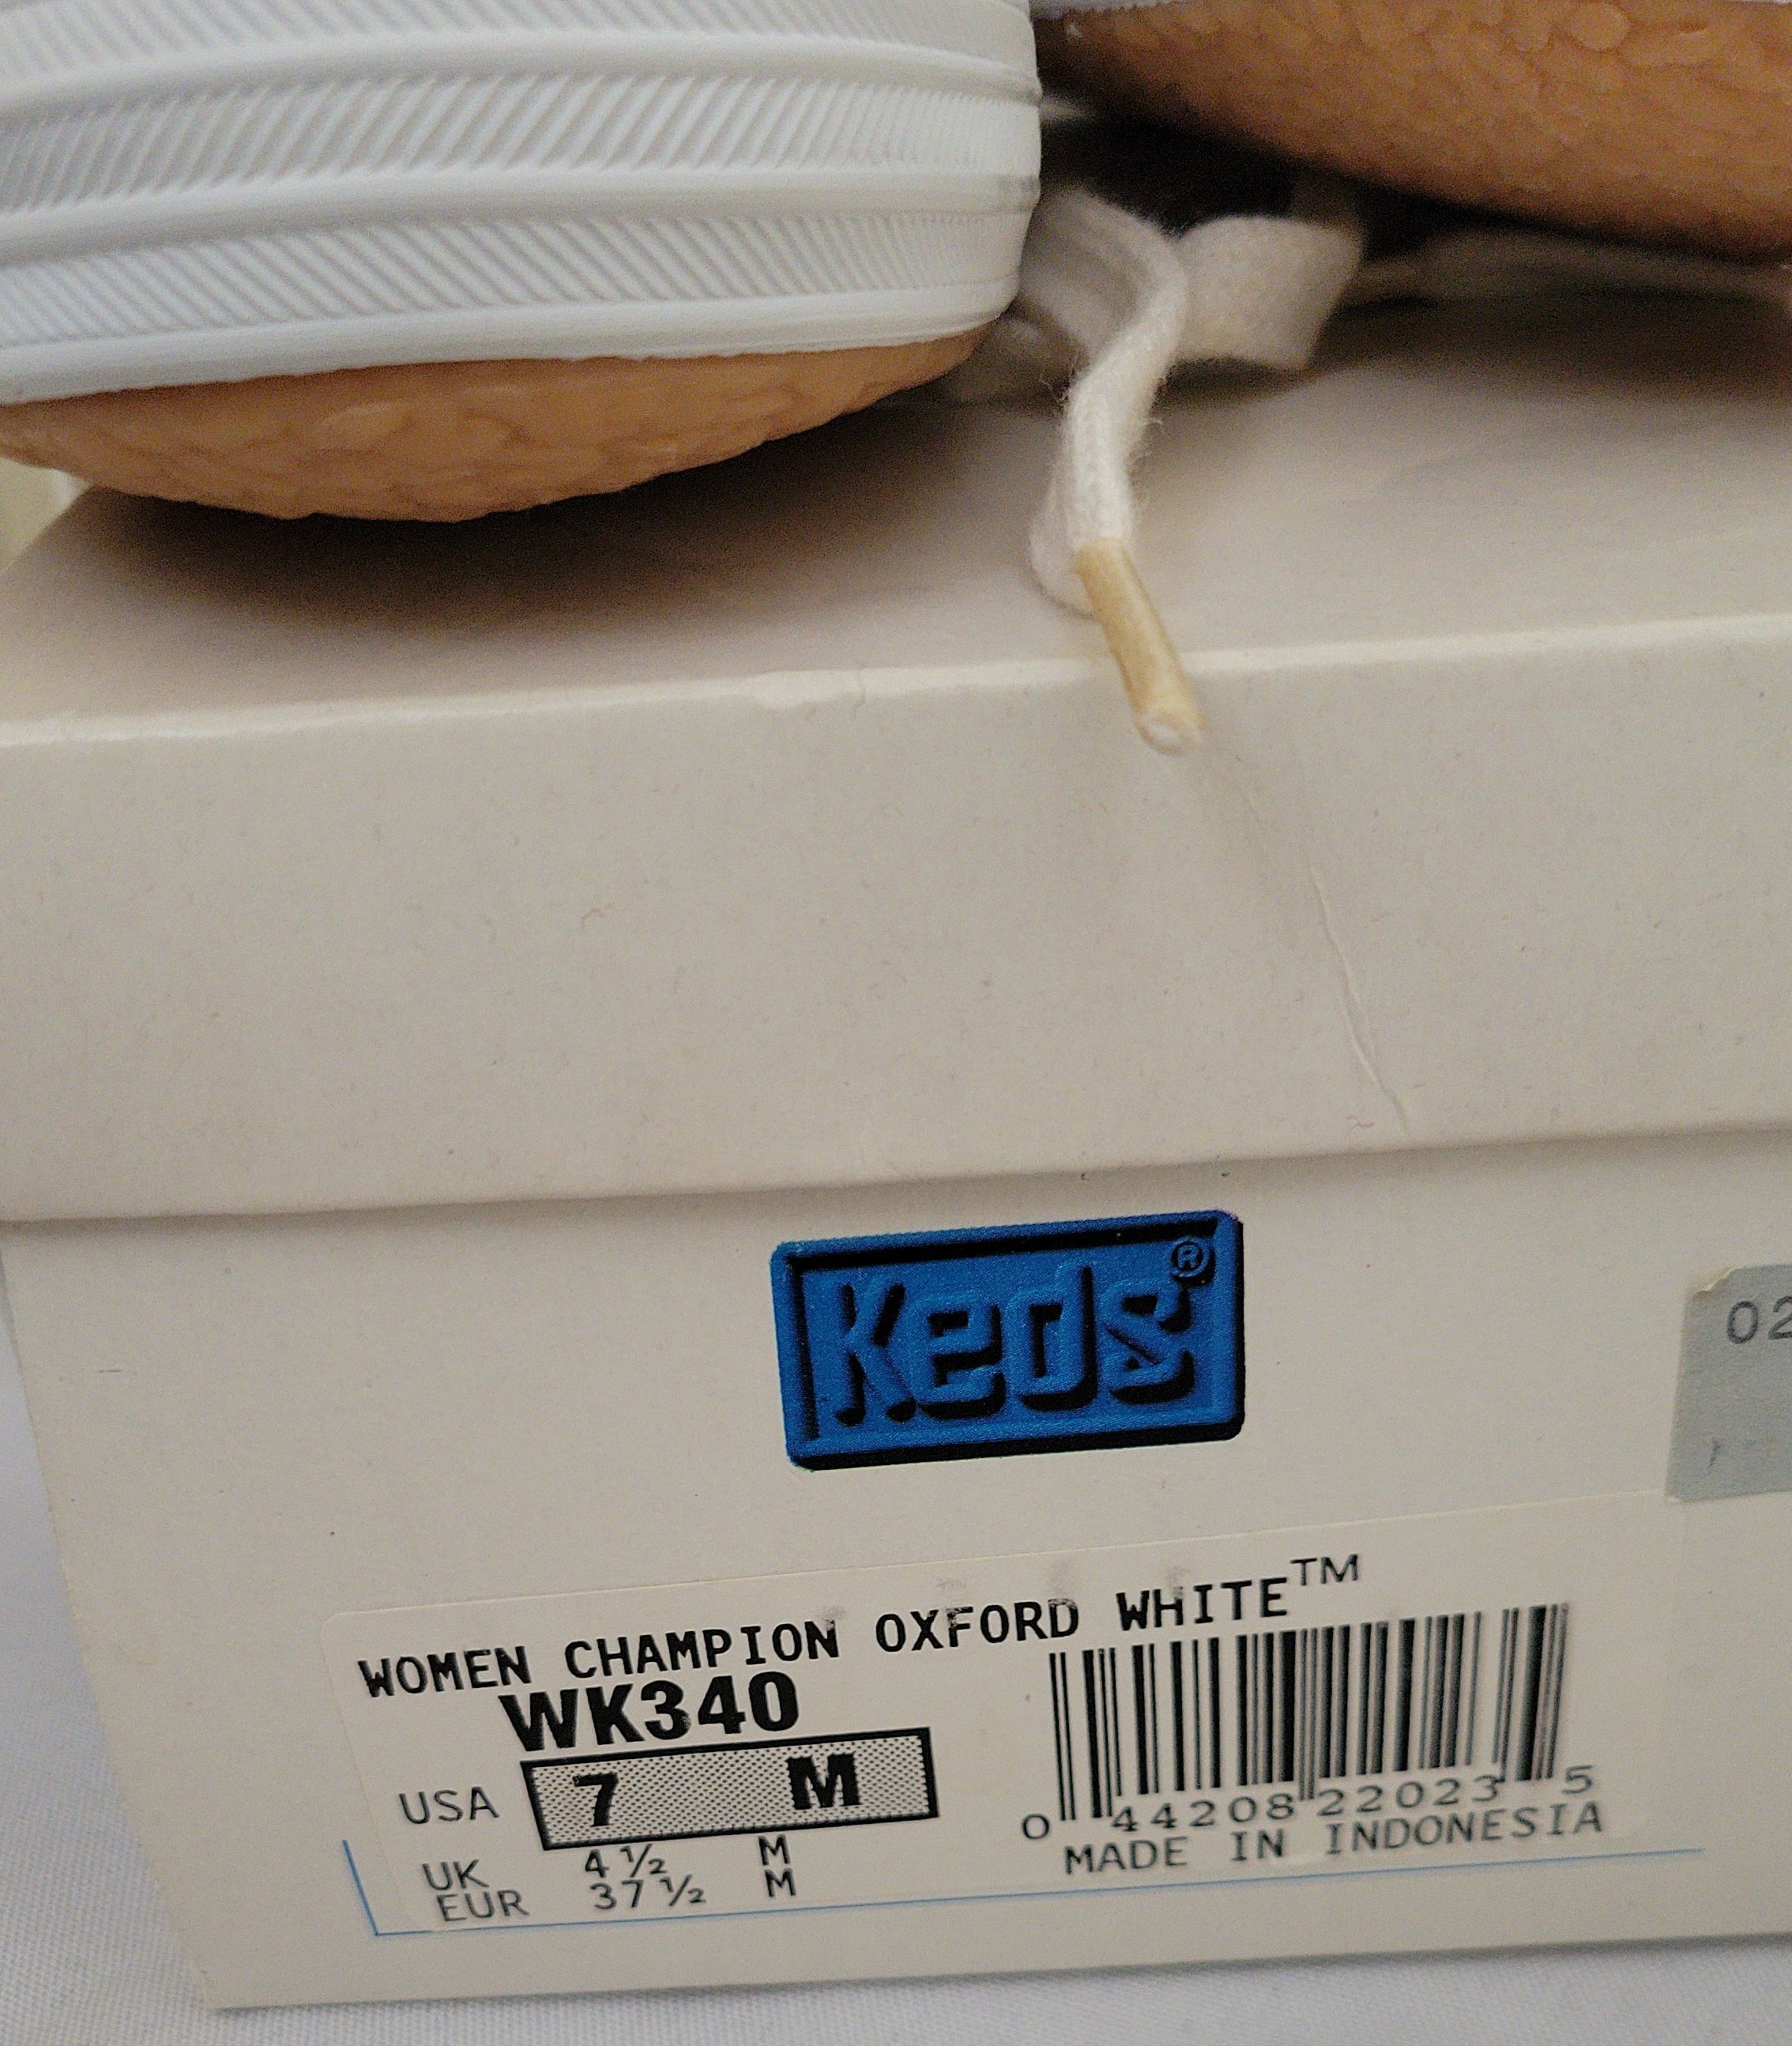 Keds®
02
WOMEN CHAMPION OXFORD WHITE™
WK340
USA 7 M
UK 4 ½ M
EUR 37 ½ M
0 44208 22023 5
MADE IN INDONESIA